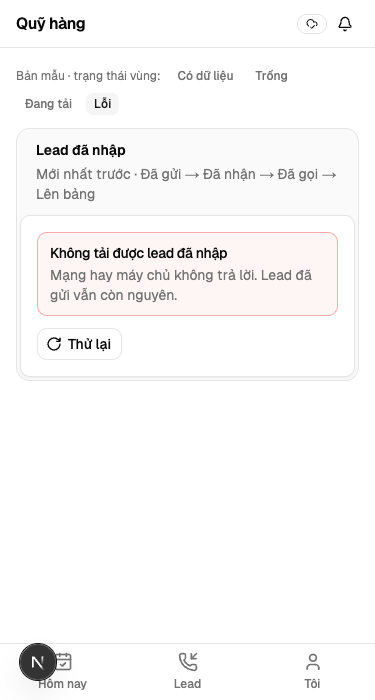 Quỹ hàng
Bản mẫu · trạng thái vùng: Có dữ liệu Trống
Đang tải Lỗi
Lead đã nhập
Mới nhất trước · Đã gửi → Đã nhận → Đã gọi →
Lên bảng
Không tải được lead đã nhập
Mạng hay máy chủ không trả lời. Lead đã
gửi vẫn còn nguyên.
Thử lại
N
Hôm nay Lead Tôi